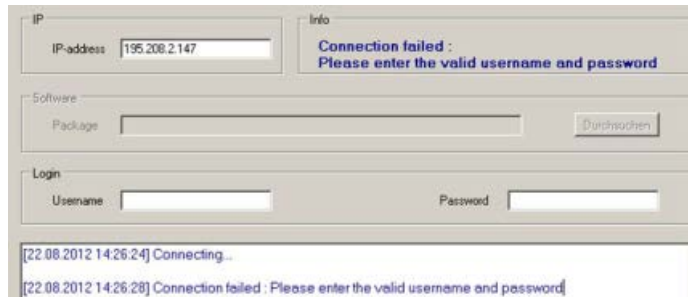 IP
IP-address 195.208.2.147
Info
Connection failed :
Please enter the valid username and password
Software
Package
Durchsuchen
Login
Username
Password
[22.08.2012 14:26:24] Connecting...
[22.08.2012 14:26:28] Connection failed : Please enter the valid username and password